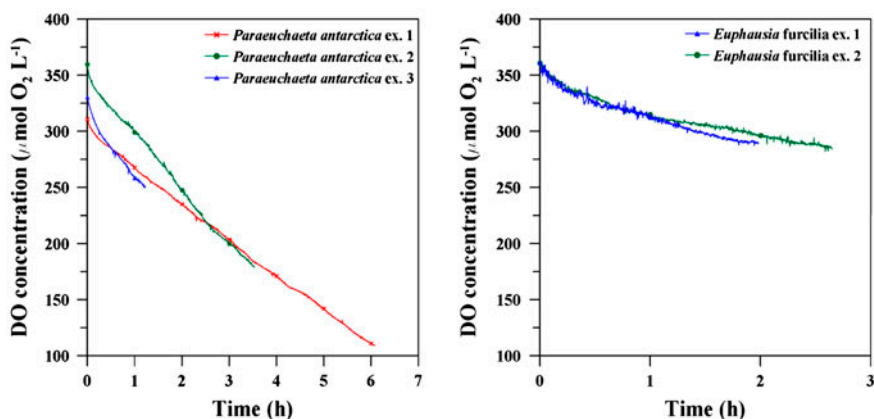 DO concentration (μmol O₂ L⁻¹)
400
350
300
250
200
150
100
0 1 2 3 4 5 6 7
Time (h)
Paraeuchaeta antarctica ex. 1
Paraeuchaeta antarctica ex. 2
Paraeuchaeta antarctica ex. 3
DO concentration (μmol O₂ L⁻¹)
400
350
300
250
200
150
100
0 1 2 3
Time (h)
Euphausia furcilia ex. 1
Euphausia furcilia ex. 2